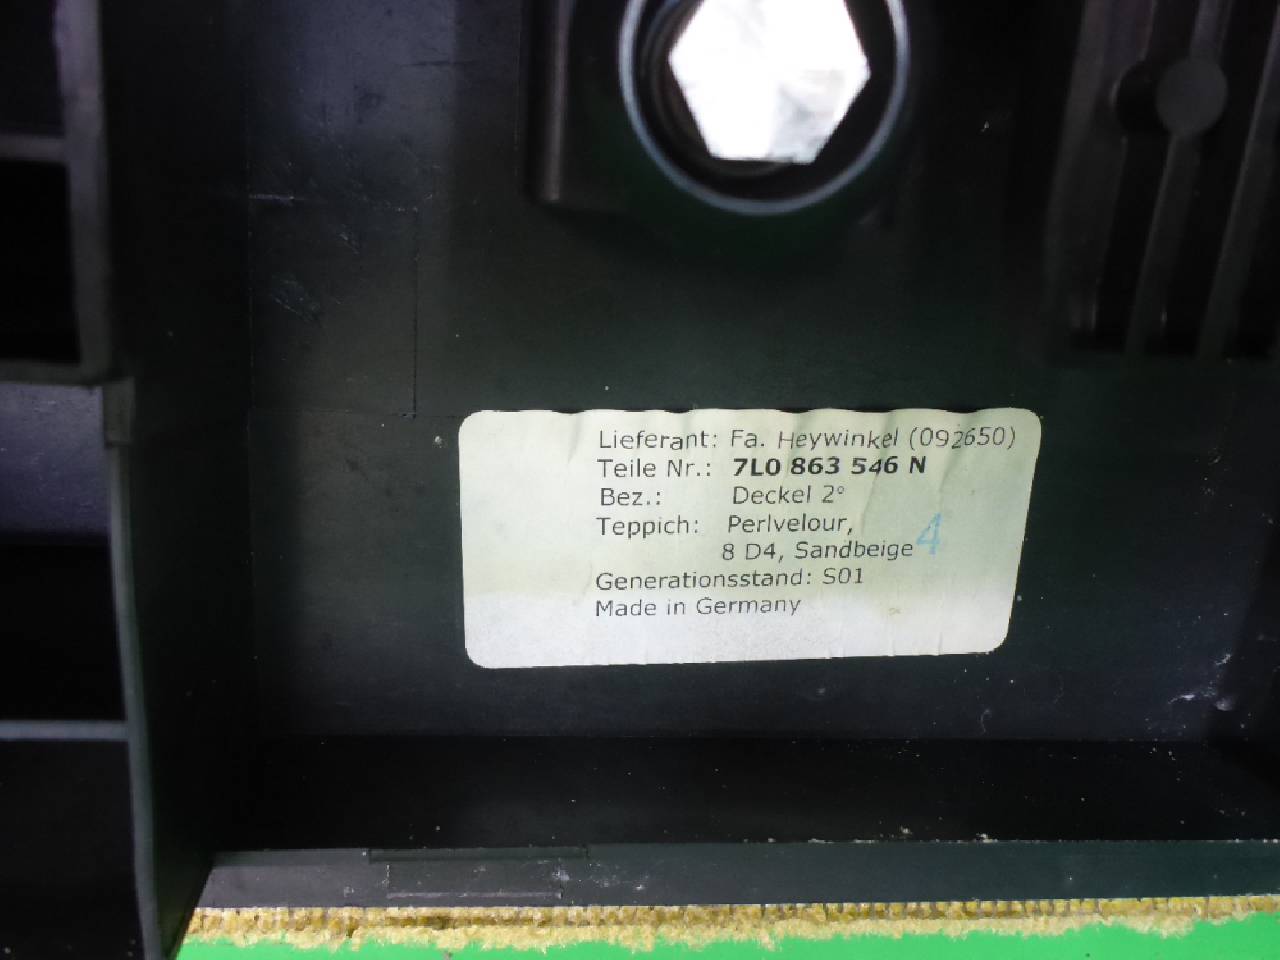 Lieferant: Fa. Heywinkel (092650)
Teile Nr.: 7L0 863 546 N
Bez.: Deckel 2°
Teppich: Perlvelour,
8 D4, Sandbeige 4
Generationsstand: S01
Made in Germany